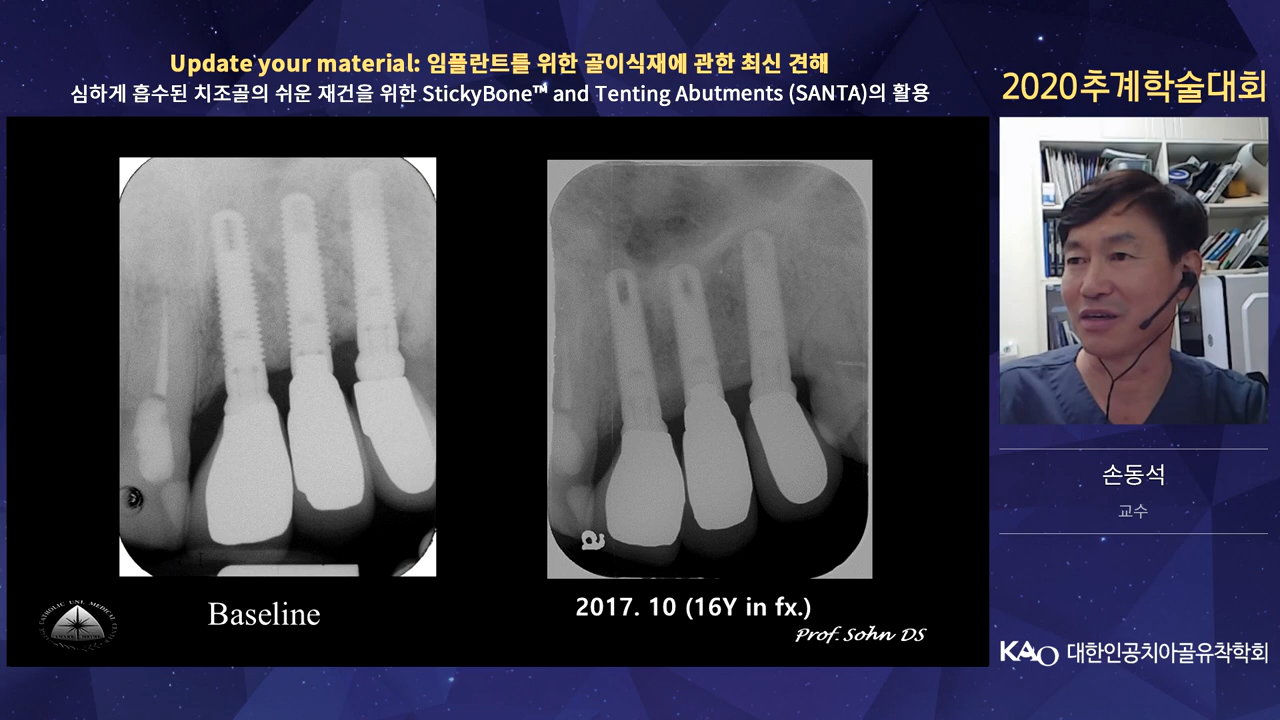 Update your material: 임플란트를 위한 골이식재에 관한 최신 견해
심하게 흡수된 치조골의 쉬운 재건을 위한 StickyBone™ and Tenting Abutments (SANTA)의 활용
2020추계학술대회
a
Baseline
2017. 10 (16Y in fx.)
Prof. Sohn DS
손동석
교수
KAO 대한인공치아골유착학회